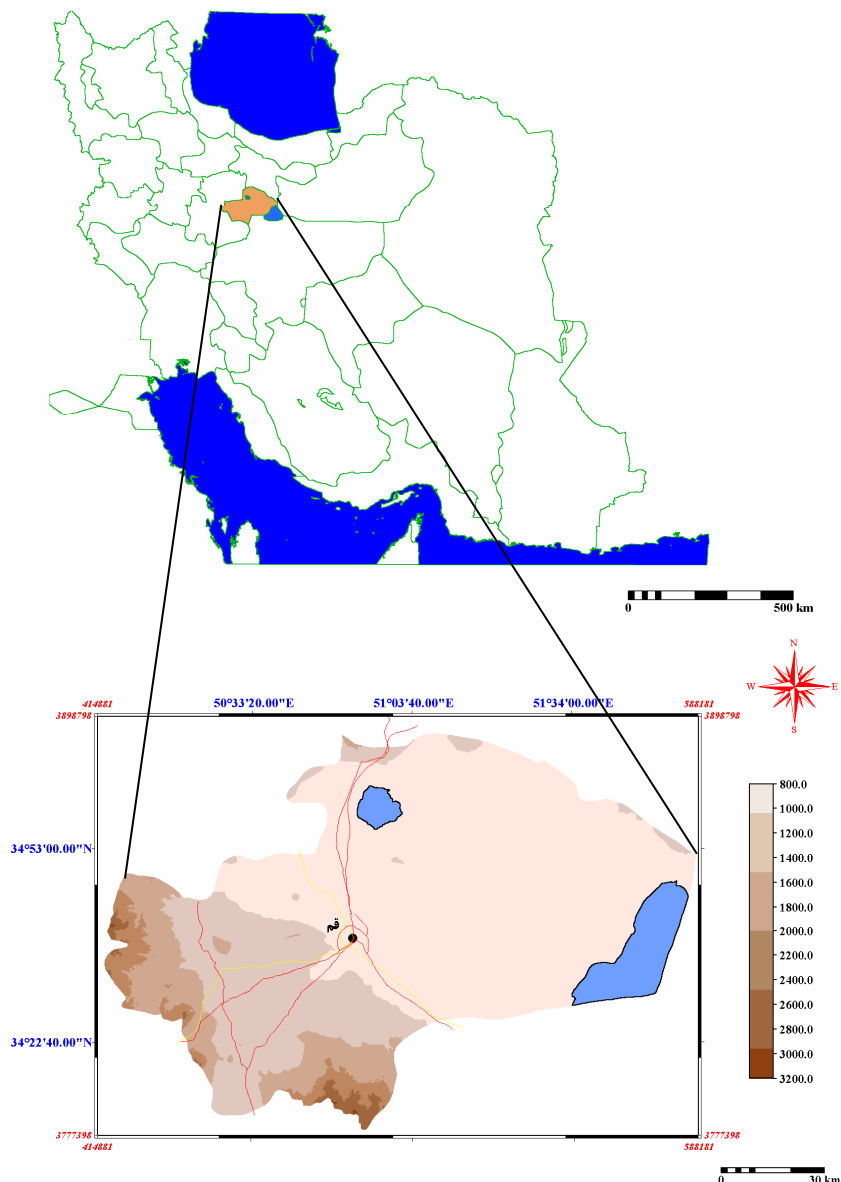 0 500 km
N
W E
S
414881 50°33'20.00"E 51°03'40.00"E 51°34'00.00"E 588181
3898798 3898798
800.0
1000.0
34°53'00.00"N
1200.0
1400.0
1600.0
1800.0
قم
2000.0
2200.0
2400.0
2600.0
34°22'40.00"N
2800.0
3000.0
3200.0
3777398 3777398
414881 588181
0 30 km